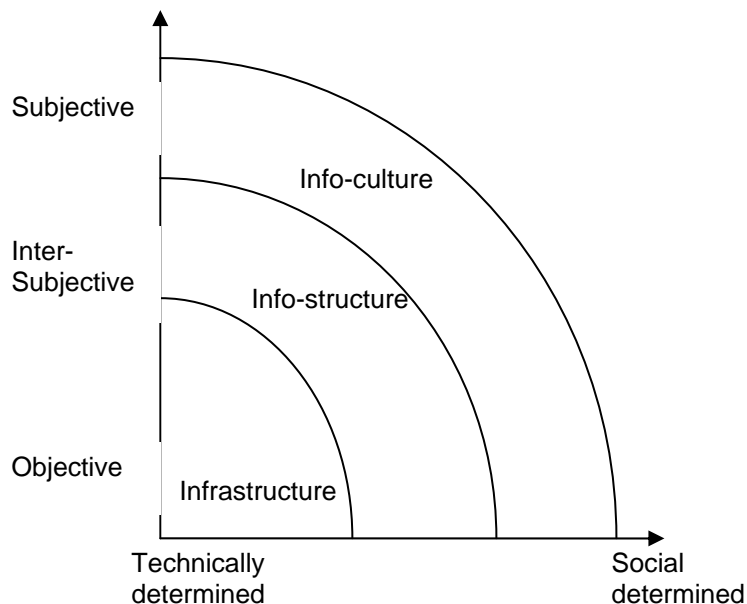 Subjective
Info-culture
Inter-
Subjective
Info-structure
Objective
Infrastructure
Technically
determined
Social
determined